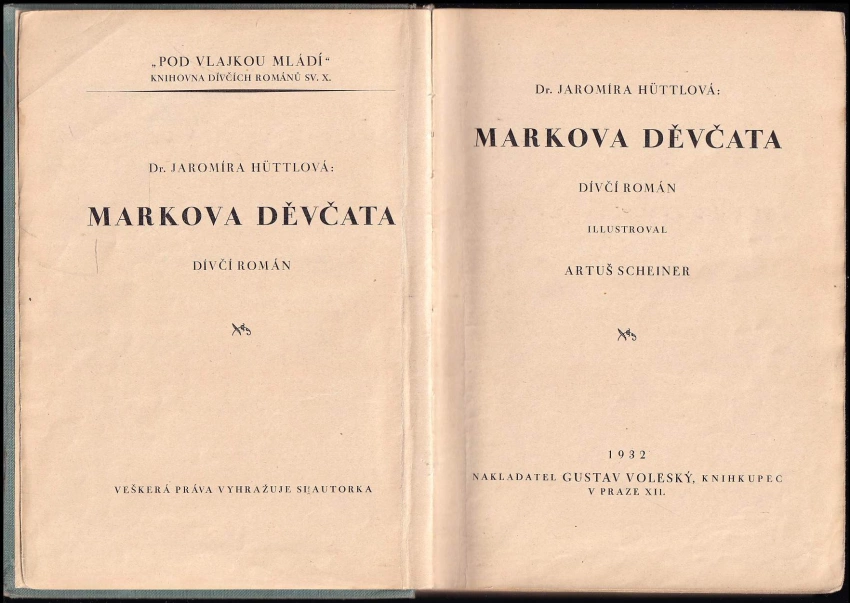 „POD VLAJKOU MLÁDÍ“
KNIHOVNA DÍVČÍCH ROMÁNŮ SV. X.
Dr. JAROMÍRA HÜTTLOVÁ:
MARKOVA DĚVČATA
DÍVČÍ ROMÁN
VEŠKERÁ PRÁVA VYHRAŽUJE SI AUTORKA
Dr. JAROMÍRA HÜTTLOVÁ:
MARKOVA DĚVČATA
DÍVČÍ ROMÁN
ILLUSTROVAL
ARTUŠ SCHEINER
1932
NAKLADATEL GUSTAV VOLESKÝ, KNIHKUPEC
V PRAZE XII.